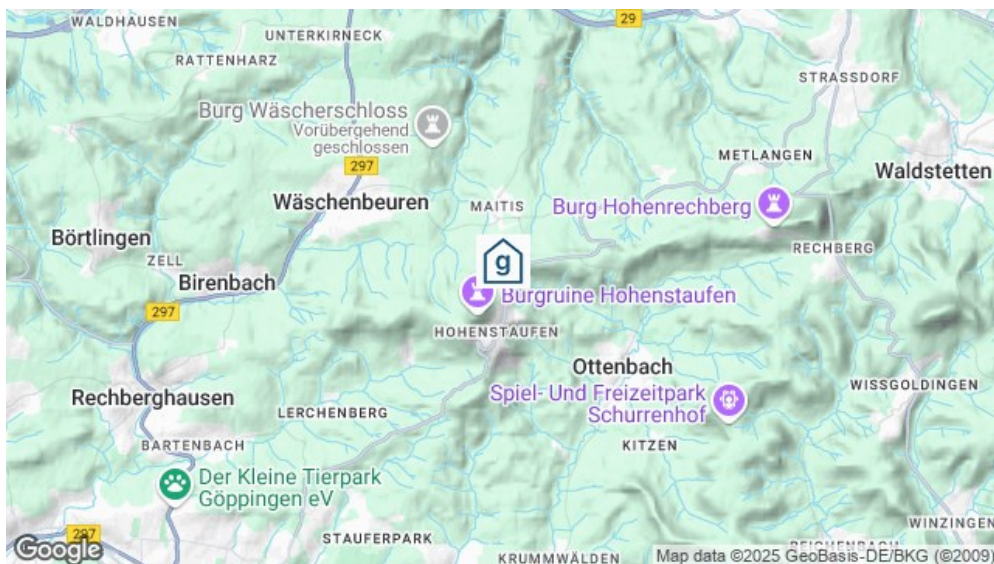 WALDHAUSEN
29
UNTERKIRNECK
RATTENHARZ
STRASSDORF
Burg Wäscherschloss
Vorübergehend
geschlossen
METLANGEN
297
Waldstetten
Wäschenbeuren
MAITIS
Burg Hohenrechberg
Börtlingen
RECHBERG
ZELL
g
Birenbach
Burgruine Hohenstaufen
297
HOHENSTAUFEN
Ottenbach
WISSGOLDINGEN
Rechberghausen
Spiel- Und Freizeitpark
Schurrenhof
LERCHENBERG
BARTENBACH
KITZEN
Der Kleine Tierpark
Göppingen eV
WINZINGEN
297
STAUFERPARK
REICHENBACH
Google
KRUMMWÄLDEN
Map data ©2025 GeoBasis-DE/BKG (©2009)